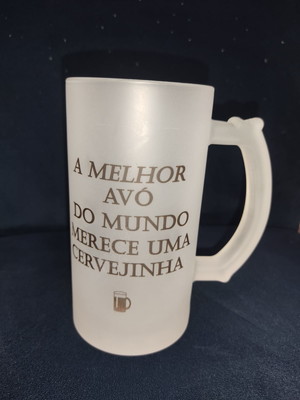 A MELHOR
AVÓ
DO MUNDO
MERECE UMA
CERVEJINHA